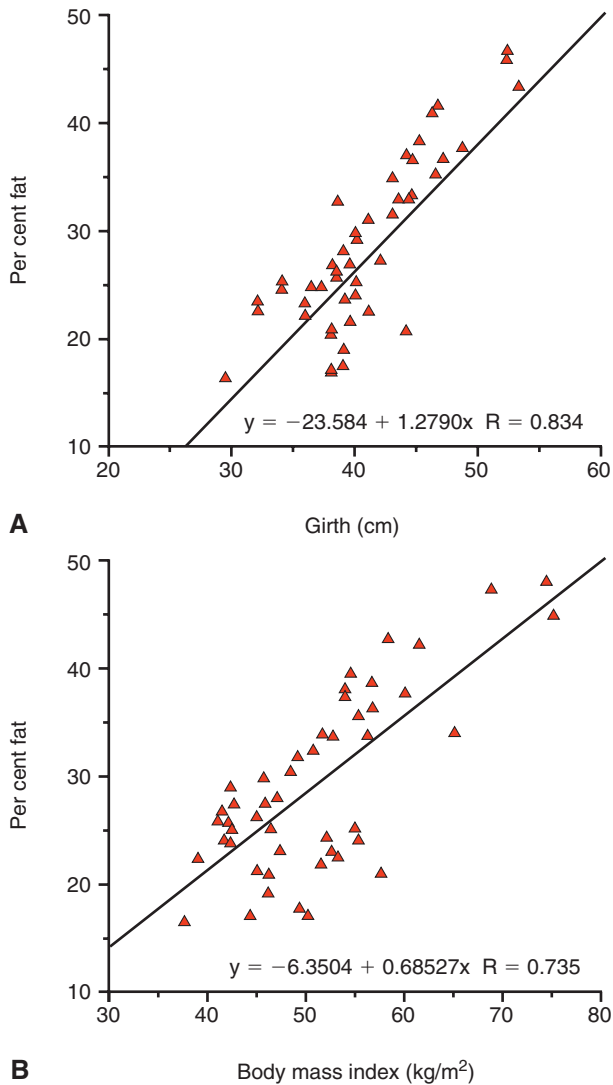 50
40
30
20
10
Per cent fat
y = −23.584 + 1.2790x R = 0.834
20 30 40 50 60
A Girth (cm)
50
40
30
20
10
Per cent fat
y = −6.3504 + 0.68527x R = 0.735
30 40 50 60 70 80
B Body mass index (kg/m²)